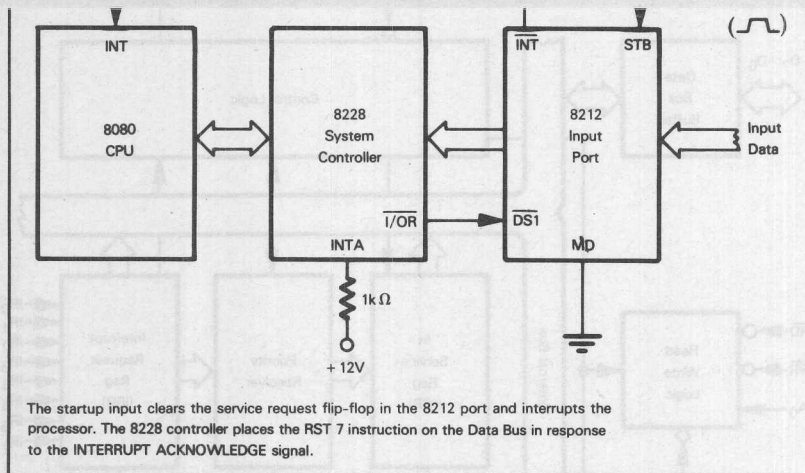 INT
8080
CPU
8228
System
Controller
I/OR
INTA
1kΩ
+ 12V
INT
STB
8212
Input
Port
DS1
MD
Input
Data
The startup input clears the service request flip-flop in the 8212 port and interrupts the
processor. The 8228 controller places the RST 7 instruction on the Data Bus in response
to the INTERRUPT ACKNOWLEDGE signal.